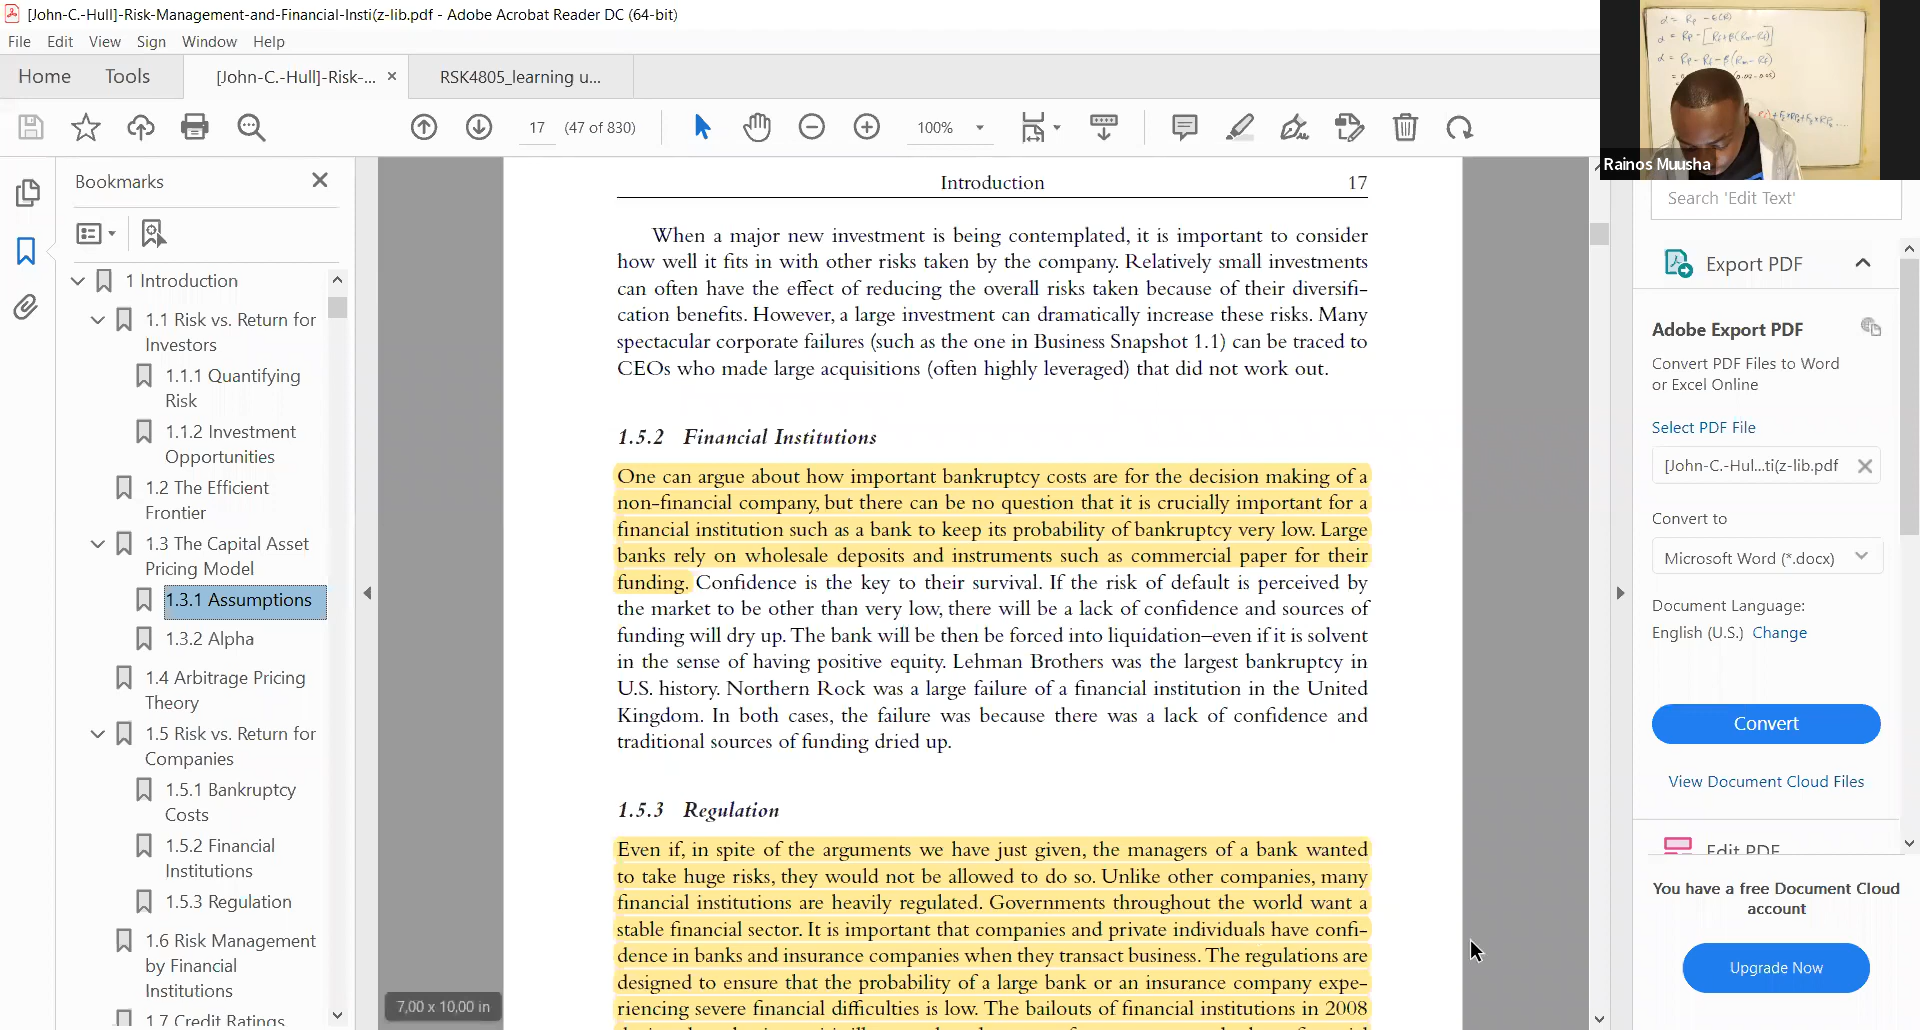 [John-C.-Hull]-Risk-Management-and-Financial-Insti(z-lib.pdf - Adobe Acrobat Reader DC (64-bit)
File Edit View Sign Window Help
Home Tools [John-C.-Hull]-Risk-... × RSK4805_learning u...
17 (47 of 830) 100%
Rainos Muusha
Bookmarks
1 Introduction
1.1 Risk vs. Return for
Investors
1.1.1 Quantifying
Risk
1.1.2 Investment
Opportunities
1.2 The Efficient
Frontier
1.3 The Capital Asset
Pricing Model
1.3.1 Assumptions
1.3.2 Alpha
1.4 Arbitrage Pricing
Theory
1.5 Risk vs. Return for
Companies
1.5.1 Bankruptcy
Costs
1.5.2 Financial
Institutions
1.5.3 Regulation
1.6 Risk Management
by Financial
Institutions
1.7 Credit Ratings
Introduction 17
When a major new investment is being contemplated, it is important to consider
how well it fits in with other risks taken by the company. Relatively small investments
can often have the effect of reducing the overall risks taken because of their diversifi-
cation benefits. However, a large investment can dramatically increase these risks. Many
spectacular corporate failures (such as the one in Business Snapshot 1.1) can be traced to
CEOs who made large acquisitions (often highly leveraged) that did not work out.
1.5.2 Financial Institutions
One can argue about how important bankruptcy costs are for the decision making of a
non-financial company, but there can be no question that it is crucially important for a
financial institution such as a bank to keep its probability of bankruptcy very low. Large
banks rely on wholesale deposits and instruments such as commercial paper for their
funding. Confidence is the key to their survival. If the risk of default is perceived by
the market to be other than very low, there will be a lack of confidence and sources of
funding will dry up. The bank will be then be forced into liquidation–even if it is solvent
in the sense of having positive equity. Lehman Brothers was the largest bankruptcy in
U.S. history. Northern Rock was a large failure of a financial institution in the United
Kingdom. In both cases, the failure was because there was a lack of confidence and
traditional sources of funding dried up.
1.5.3 Regulation
Even if, in spite of the arguments we have just given, the managers of a bank wanted
to take huge risks, they would not be allowed to do so. Unlike other companies, many
financial institutions are heavily regulated. Governments throughout the world want a
stable financial sector. It is important that companies and private individuals have confi-
dence in banks and insurance companies when they transact business. The regulations are
designed to ensure that the probability of a large bank or an insurance company expe-
riencing severe financial difficulties is low. The bailouts of financial institutions in 2008
7,00 x 10,00 in
Search 'Edit Text'
Export PDF
Adobe Export PDF
Convert PDF Files to Word
or Excel Online
Select PDF File
[John-C.-Hul...ti(z-lib.pdf
Convert to
Microsoft Word (*.docx)
Document Language:
English (U.S.) Change
Convert
View Document Cloud Files
Edit PDF
You have a free Document Cloud
account
Upgrade Now